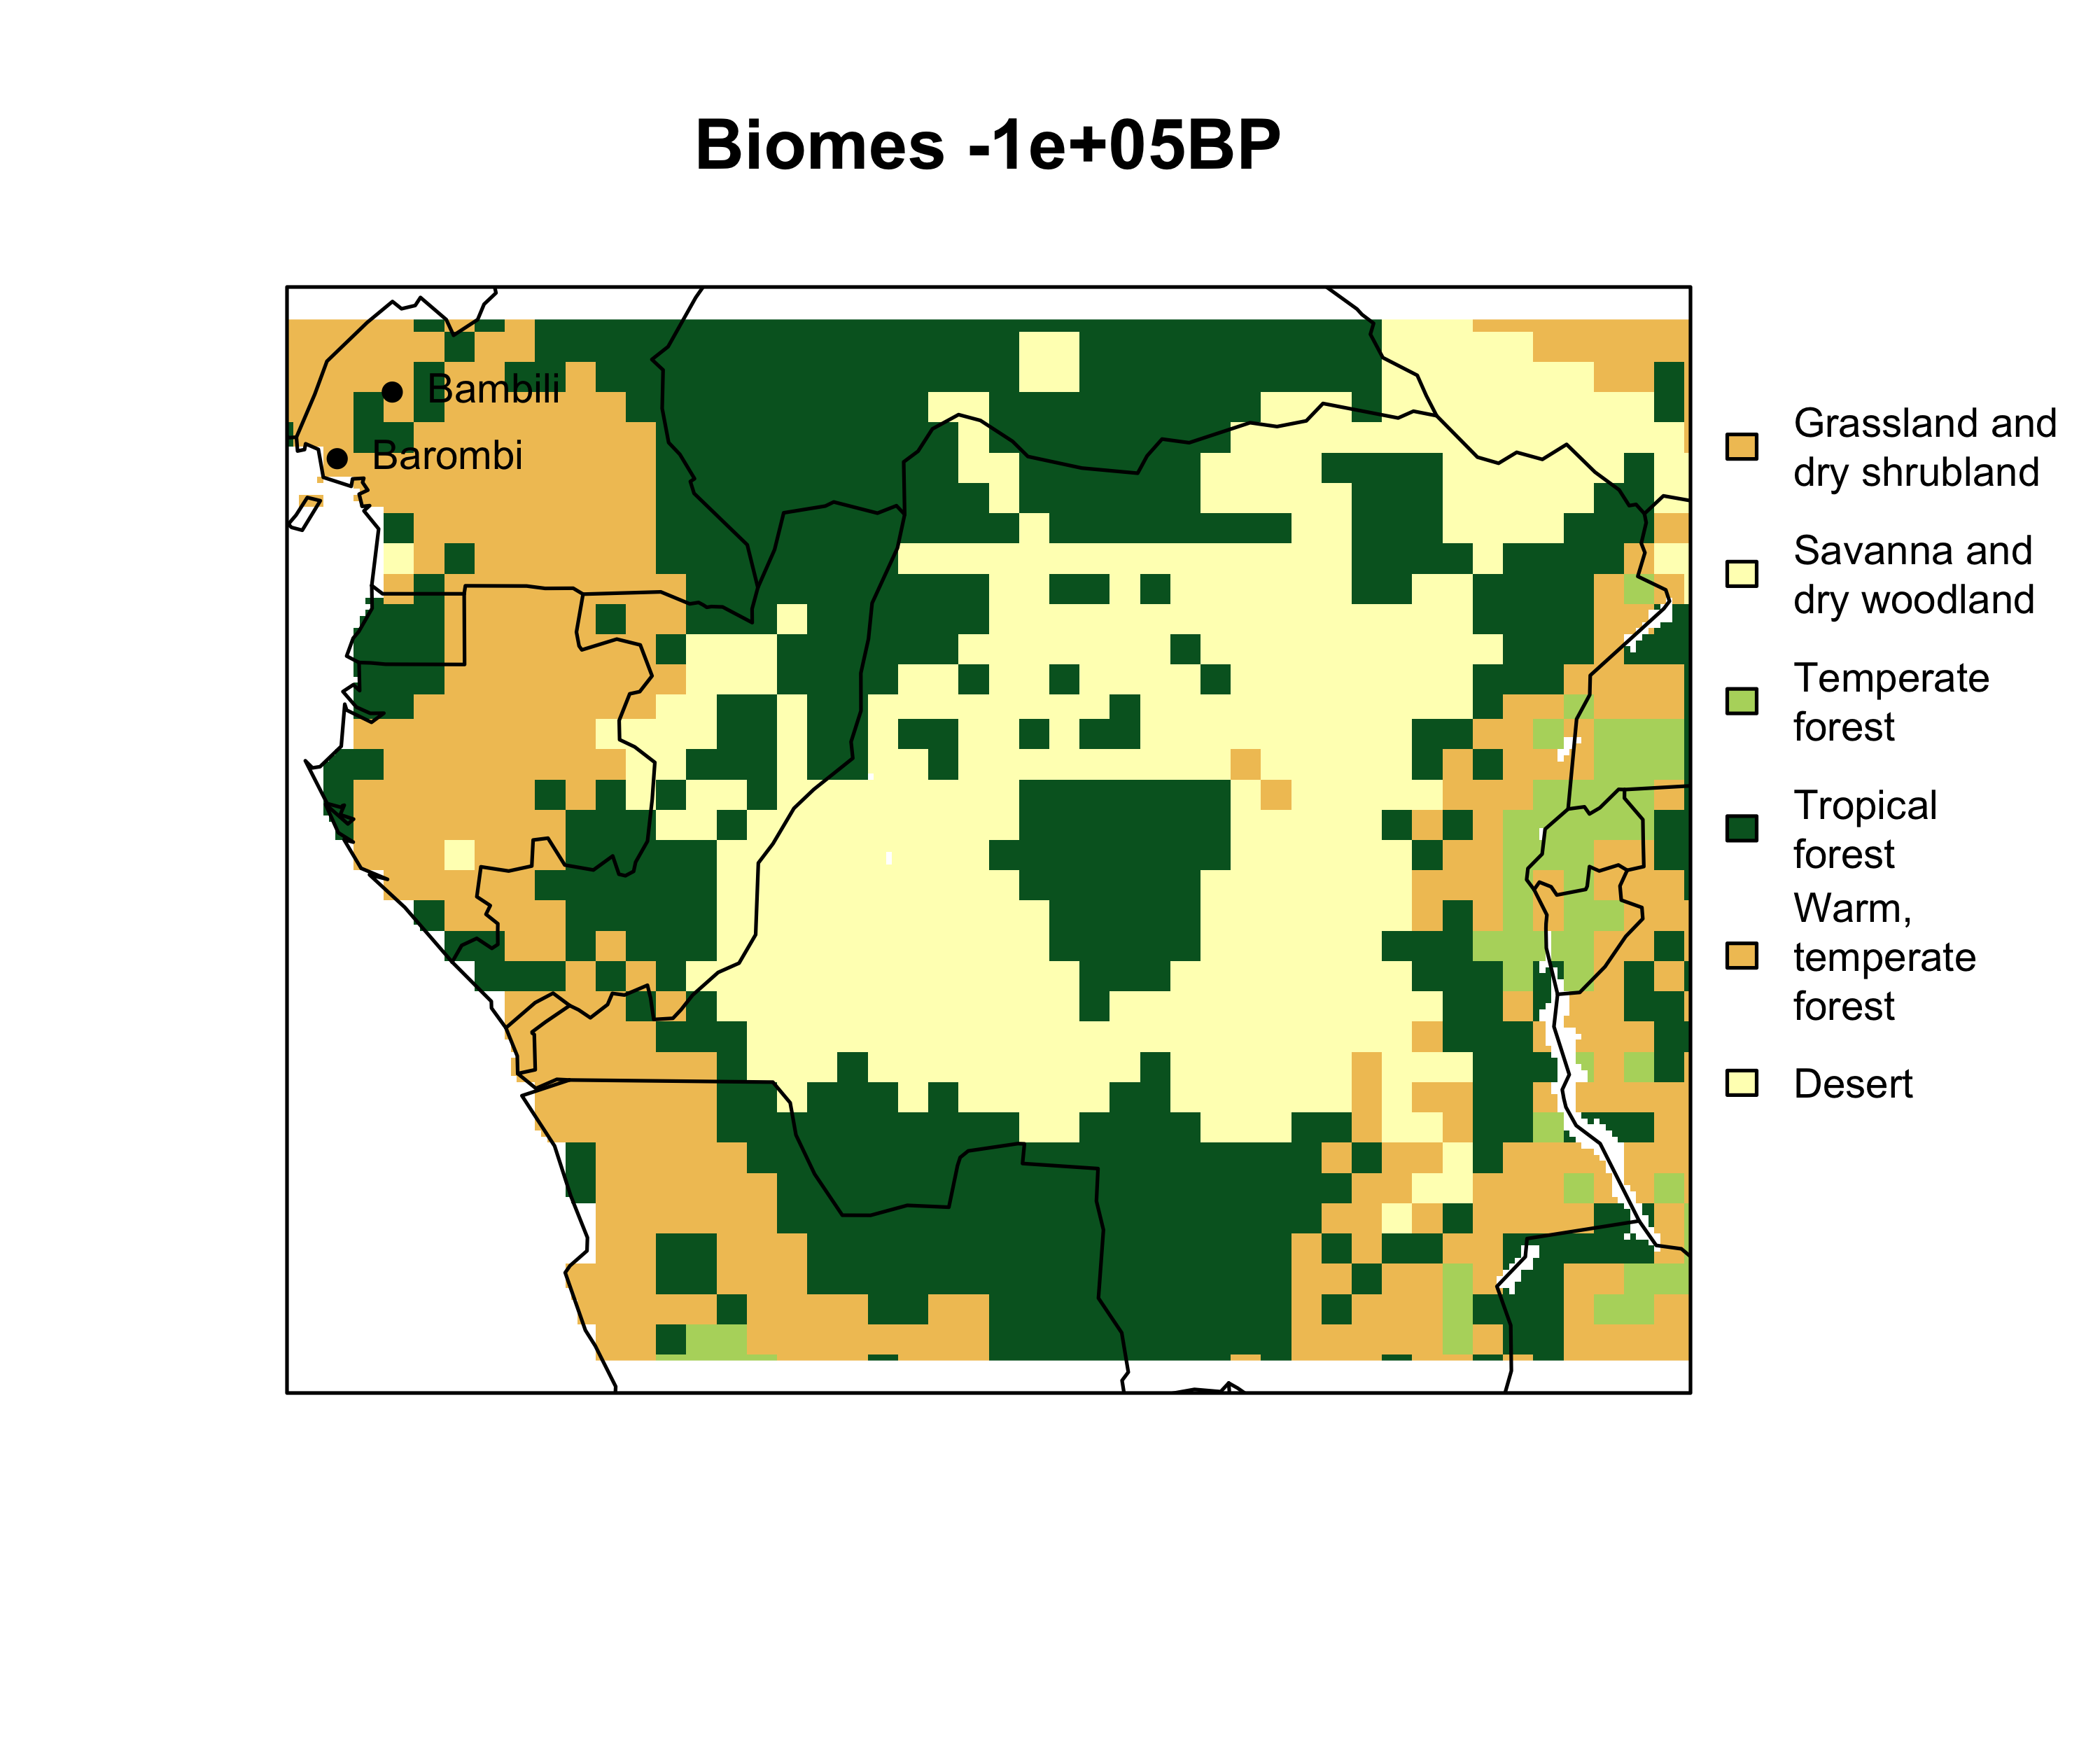 Biomes -1e+05BP
Bambili
Barombi
Grassland and
dry shrubland
Savanna and
dry woodland
Temperate
forest
Tropical
forest
Warm,
temperate
forest
Desert